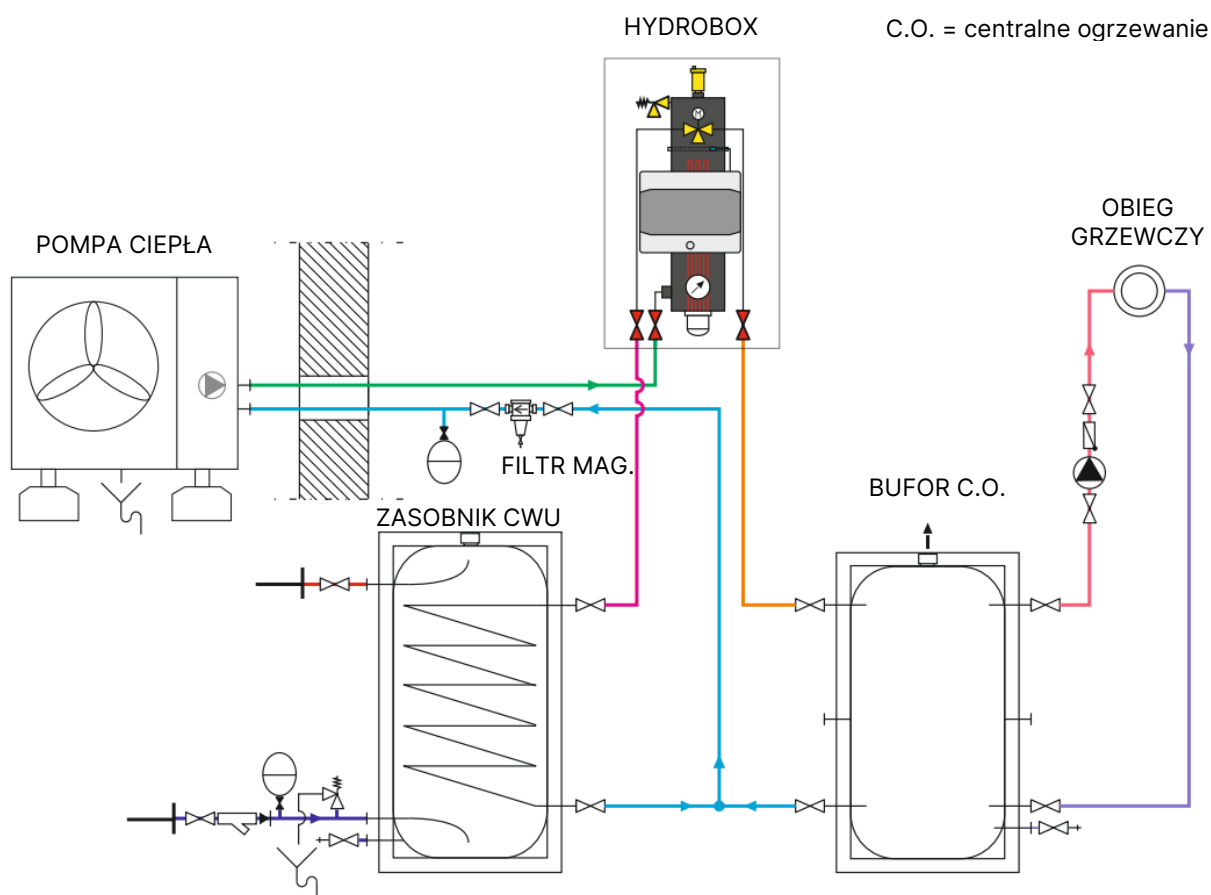 HYDROBOX
C.O. = centralne ogrzewanie
M
POMPA CIEPŁA
OBIEG
GRZEWCZY
FILTR MAG.
BUFOR C.O.
ZASOBNIK CWU